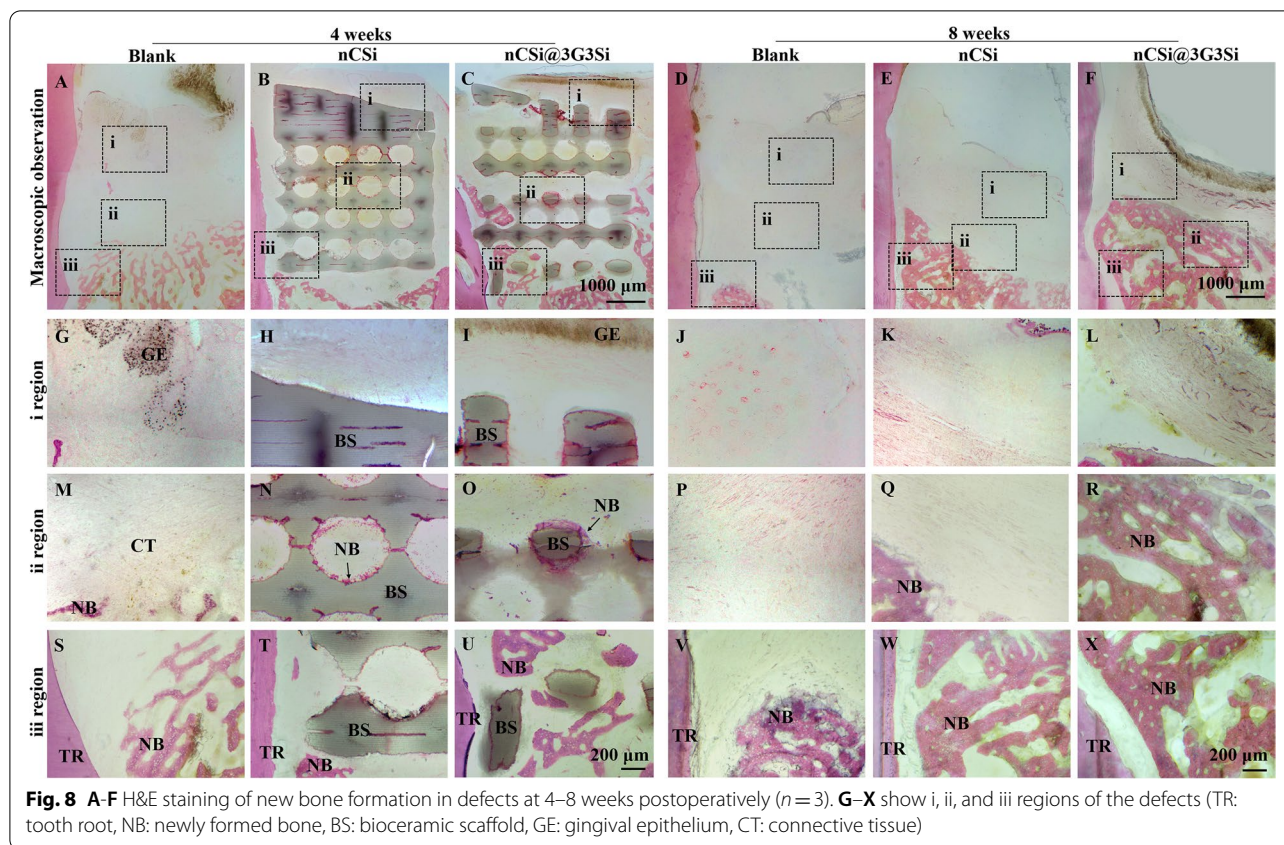 4 weeks
8 weeks
Blank nCSi nCSi@3G3Si Blank nCSi nCSi@3G3Si
Macroscopic observation
A i ii iii
B i ii iii
C i ii iii 1000 µm
D i ii iii
E i ii iii
F i ii iii 1000 µm
i region
G GE
H BS
I GE BS
J
K
L
ii region
M CT NB
N NB BS
O NB BS
P
Q NB
R NB
iii region
S TR NB
T BS TR NB
U NB TR BS 200 µm
V TR NB
W NB
X NB TR 200 µm
Fig. 8 A-F H&E staining of new bone formation in defects at 4–8 weeks postoperatively (n = 3). G–X show i, ii, and iii regions of the defects (TR:
tooth root, NB: newly formed bone, BS: bioceramic scaffold, GE: gingival epithelium, CT: connective tissue)